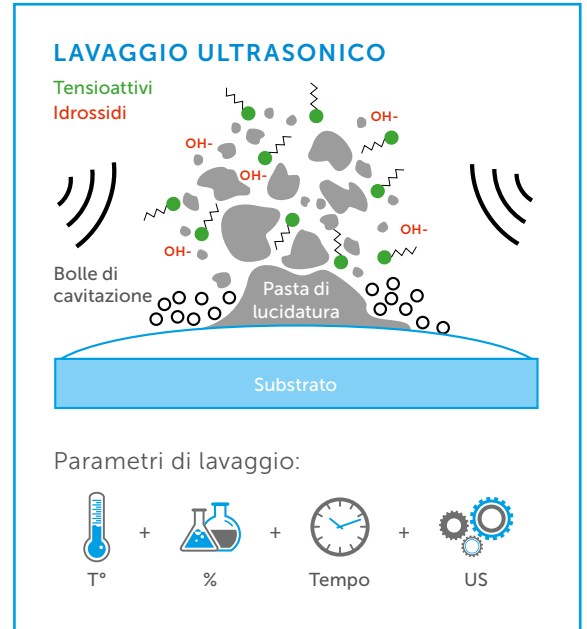 LAVAGGIO ULTRASONICO
Tensioattivi
Idrossidi
OH-
OH-
OH-
OH-
OH-
Bolle di
cavitazione
Pasta di
lucidatura
Substrato
Parametri di lavaggio:
+ + +
T° % Tempo US